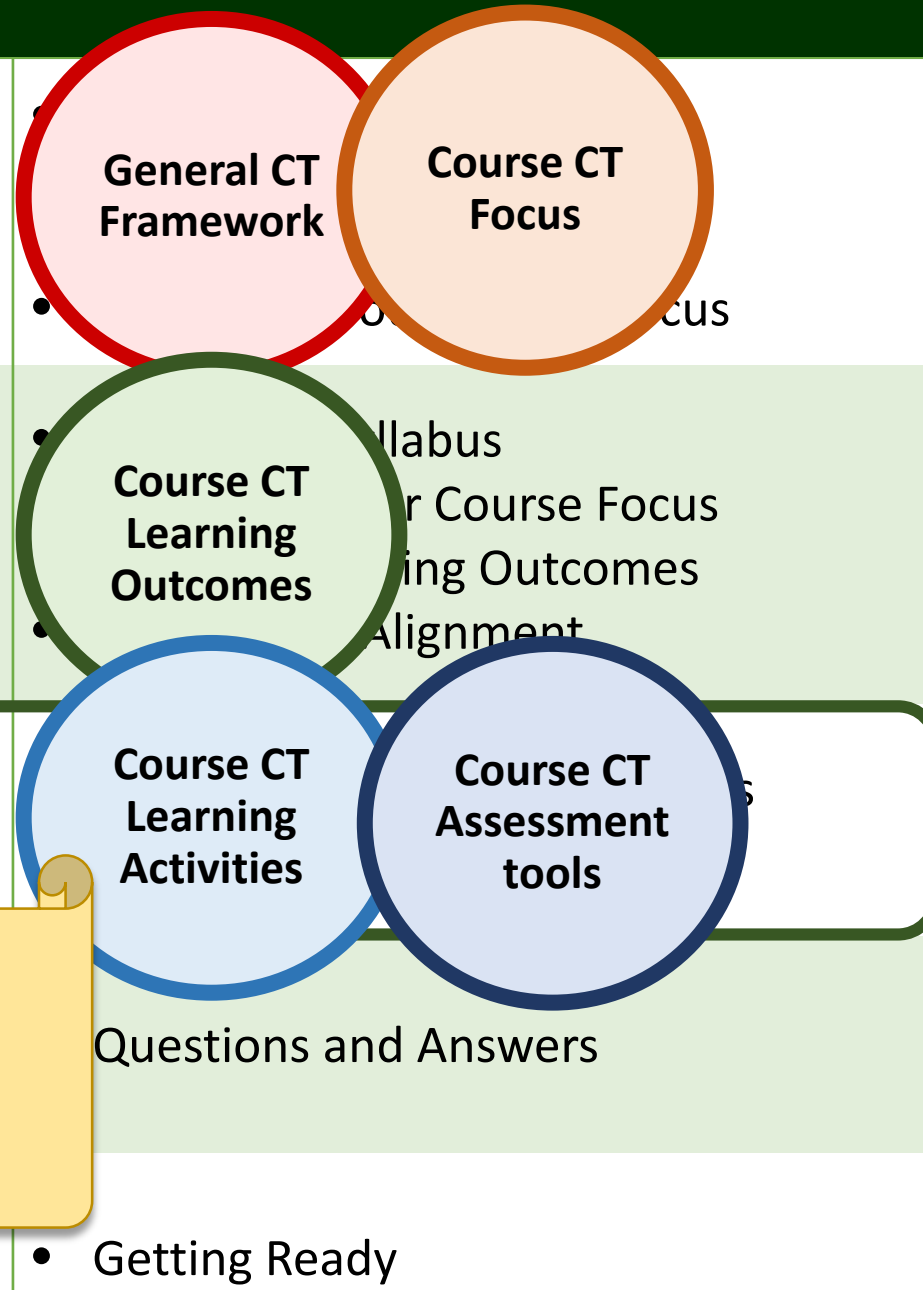 General CT
Framework
Course CT
Focus
cus
Course CT
Learning
Outcomes
llabus
r Course Focus
ing Outcomes
Alignment
Course CT
Learning
Activities
Course CT
Assessment
tools
s
Questions and Answers
• Getting Ready